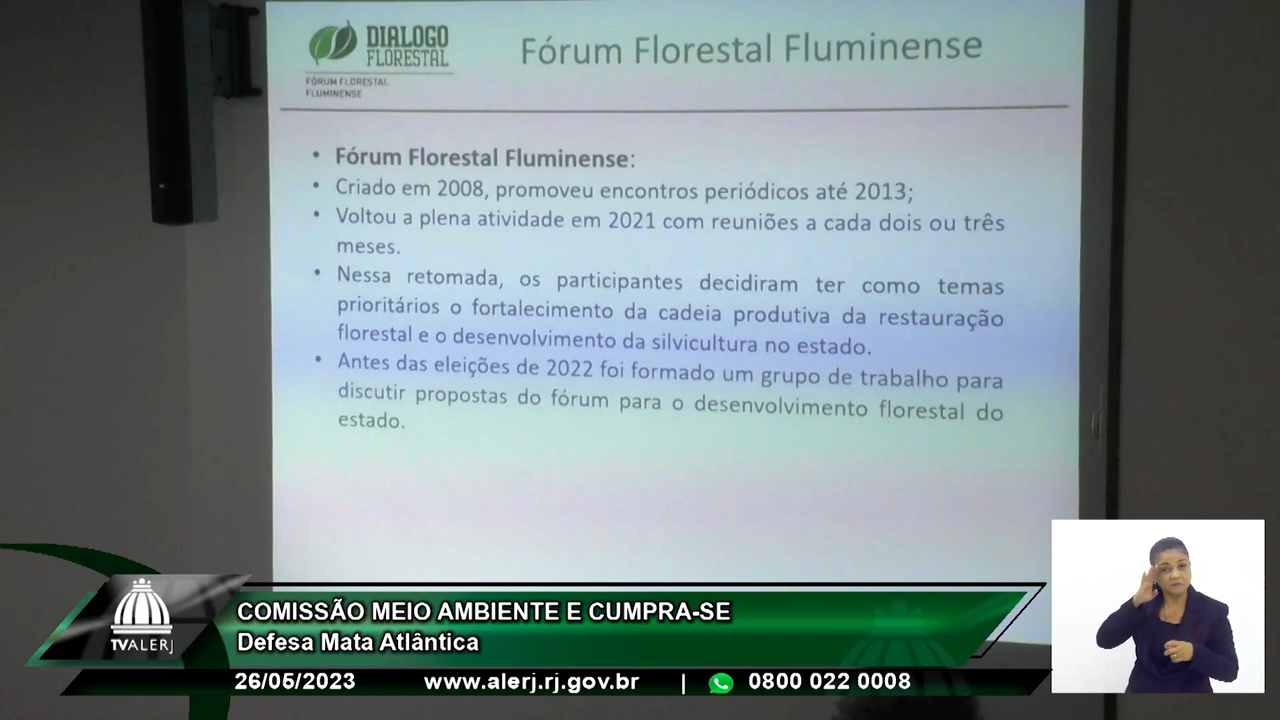 DIALOGO
FLORESTAL
FÓRUM FLORESTAL
FLUMINENSE
Fórum Florestal Fluminense
• Fórum Florestal Fluminense:
• Criado em 2008, promoveu encontros periódicos até 2013;
• Voltou a plena atividade em 2021 com reuniões a cada dois ou três
meses.
• Nessa retomada, os participantes decidiram ter como temas
prioritários o fortalecimento da cadeia produtiva da restauração
florestal e o desenvolvimento da silvicultura no estado.
• Antes das eleições de 2022 foi formado um grupo de trabalho para
discutir propostas do fórum para o desenvolvimento florestal do
estado.
COMISSÃO MEIO AMBIENTE E CUMPRA-SE
Defesa Mata Atlântica
TVALERJ
26/05/2023 www.alerj.rj.gov.br | 0800 022 0008